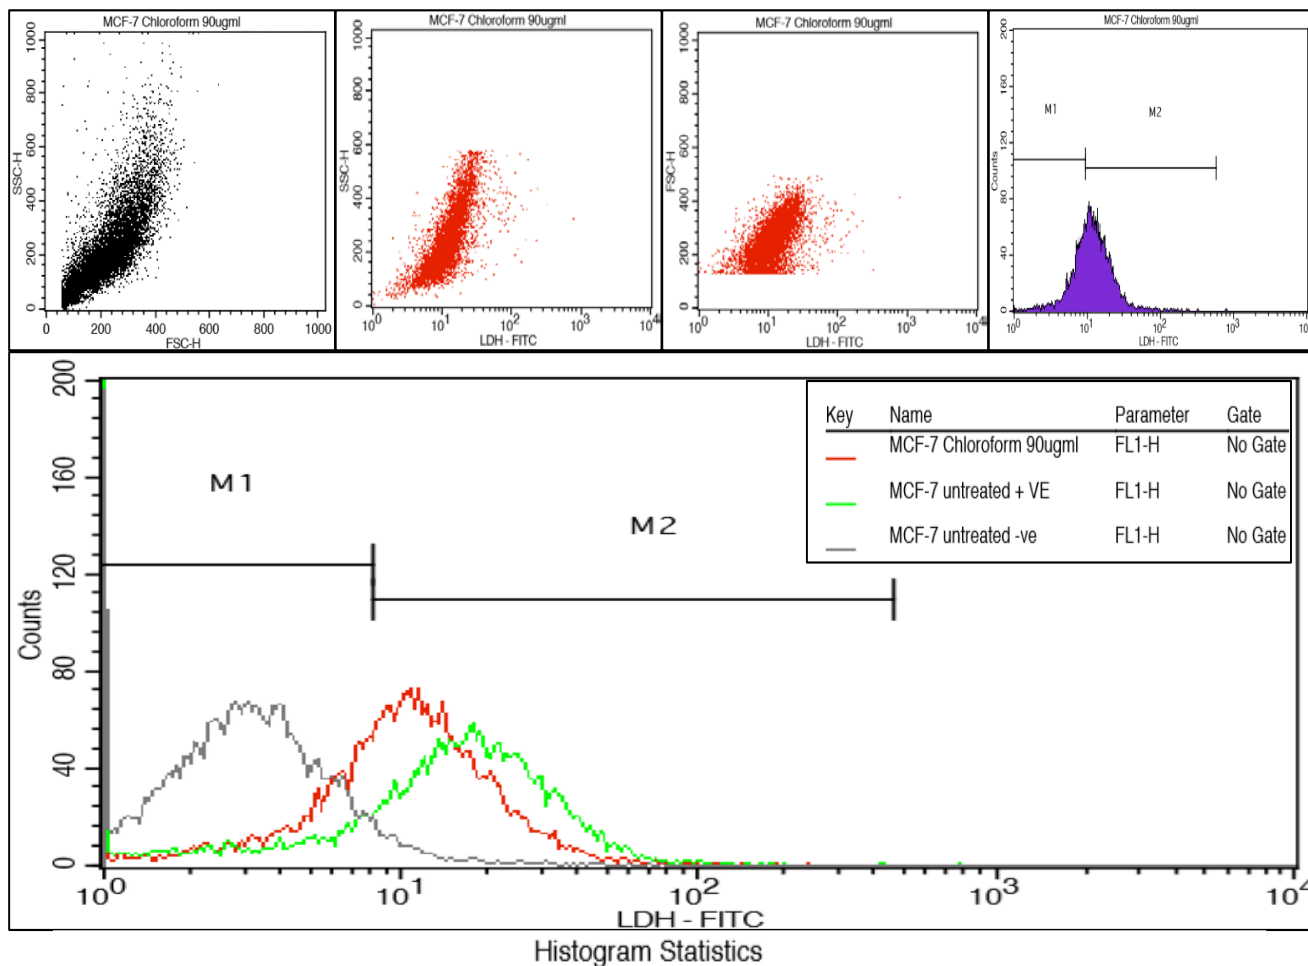 MCF-7 Chloroform 90ugml
SSC-H
1000
800
600
400
200
0
0 200 400 600 800 1000
FSC-H
MCF-7 Chloroform 90ugml
SSC-H
1000
800
600
400
200
0
10^0 10^1 10^2 10^3
LDH - FITC
MCF-7 Chloroform 90ugml
FSC-H
1000
800
600
400
200
0
10^0 10^1 10^2 10^3
LDH - FITC
MCF-7 Chloroform 90ugml
Counts
200
160
120
80
40
0
M1 M2
10^0 10^1 10^2 10^3
LDH - FITC
Key Name Parameter Gate
MCF-7 Chloroform 90ugml FL1-H No Gate
MCF-7 untreated + VE FL1-H No Gate
MCF-7 untreated -ve FL1-H No Gate
M1
M2
Counts
200
160
120
80
40
0
10^0 10^1 10^2 10^3 10^4
LDH - FITC
Histogram Statistics